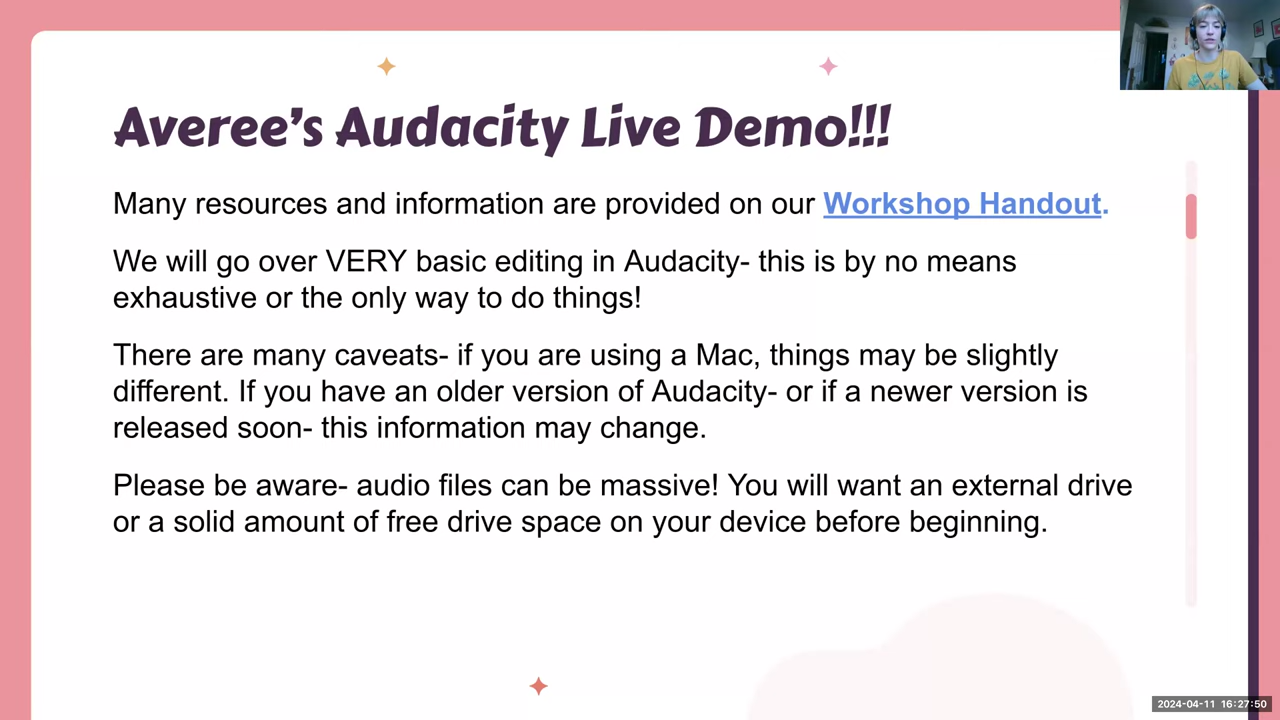 Averee's Audacity Live Demo!!!
Many resources and information are provided on our Workshop Handout.
We will go over VERY basic editing in Audacity- this is by no means
exhaustive or the only way to do things!
There are many caveats- if you are using a Mac, things may be slightly
different. If you have an older version of Audacity- or if a newer version is
released soon- this information may change.
Please be aware- audio files can be massive! You will want an external drive
or a solid amount of free drive space on your device before beginning.
2024-04-11 16:27:50